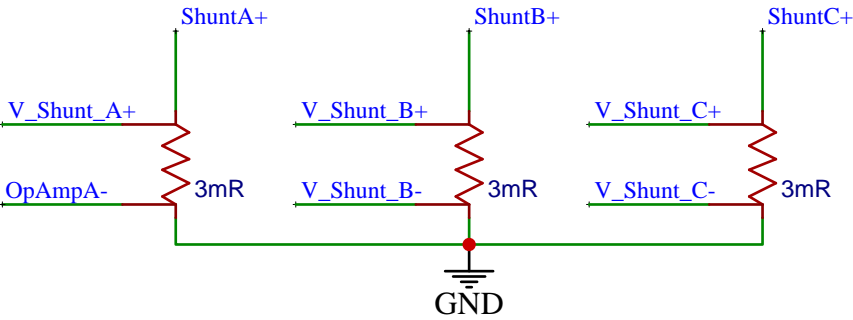 ShuntA+ ShuntB+ ShuntC+
V_Shunt_A+ V_Shunt_B+ V_Shunt_C+
OpAmpA- 3mR V_Shunt_B- 3mR V_Shunt_C- 3mR
GND